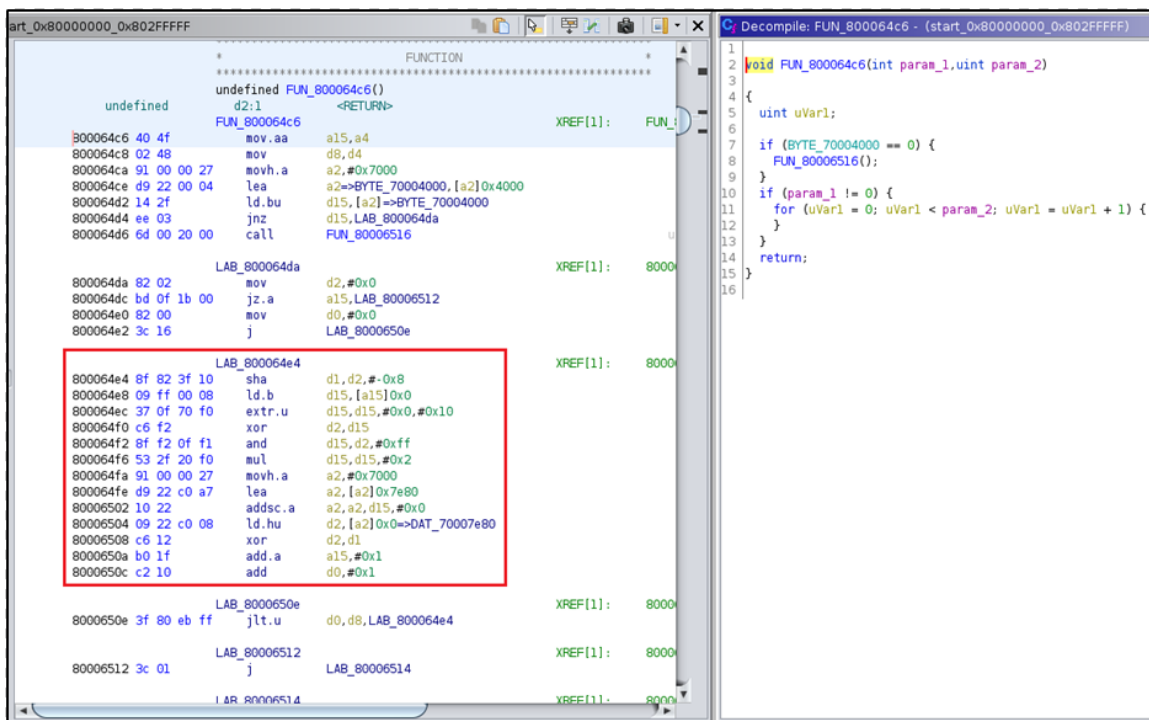 art_0x80000000_0x802FFFFF
* FUNCTION *
undefined FUN_800064c6()
undefined d2:1 <RETURN>
FUN_800064c6 XREF[1]: FUN_
800064c6 40 4f mov.aa a15,a4
800064c8 02 48 mov d8,d4
800064ca 91 00 00 27 movh.a a2,#0x7000
800064ce d9 22 00 04 lea a2=>BYTE_70004000,[a2]0x4000
800064d2 14 2f ld.bu d15,[a2]=>BYTE_70004000
800064d4 ee 03 jnz d15,LAB_800064da
800064d6 6d 00 20 00 call FUN_80006516 u
LAB_800064da XREF[1]: 8000
800064da 82 02 mov d2,#0x0
800064dc bd 0f 1b 00 jz.a a15,LAB_80006512
800064e0 82 00 mov d0,#0x0
800064e2 3c 16 j LAB_8000650e
LAB_800064e4 XREF[1]: 8000
800064e4 8f 82 3f 10 sha d1,d2,#-0x8
800064e8 09 ff 00 08 ld.b d15,[a15]0x0
800064ec 37 0f 70 f0 extr.u d15,d15,#0x0,#0x10
800064f0 c6 f2 xor d2,d15
800064f2 8f f2 0f f1 and d15,d2,#0xff
800064f6 53 2f 20 f0 mul d15,d15,#0x2
800064fa 91 00 00 27 movh.a a2,#0x7000
800064fe d9 22 c0 a7 lea a2,[a2]0x7e80
80006502 10 22 addsc.a a2,a2,d15,#0x0
80006504 09 22 c0 08 ld.hu d2,[a2]0x0=>DAT_70007e80
80006508 c6 12 xor d2,d1
8000650a b0 1f add.a a15,#0x1
8000650c c2 10 add d0,#0x1
LAB_8000650e XREF[1]: 8000
8000650e 3f 80 eb ff jlt.u d0,d8,LAB_800064e4
LAB_80006512 XREF[1]: 8000
80006512 3c 01 j LAB_80006514
LAB_80006514 XREF[1]: 8000
Decompile: FUN_800064c6 - (start_0x80000000_0x802FFFFF)
1
2 void FUN_800064c6(int param_1,uint param_2)
3
4 {
5 uint uVar1;
6
7 if (BYTE_70004000 == 0) {
8 FUN_80006516();
9 }
10 if (param_1 != 0) {
11 for (uVar1 = 0; uVar1 < param_2; uVar1 = uVar1 + 1) {
12 }
13 }
14 return;
15 }
16